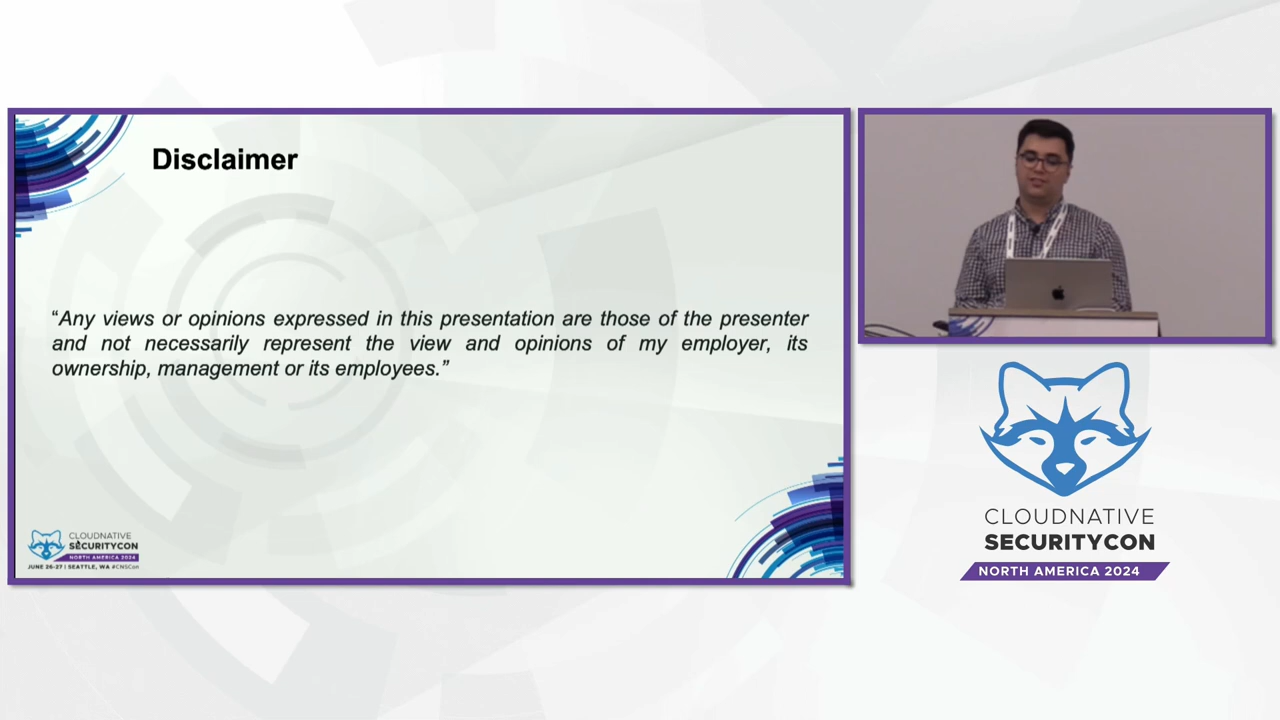 Disclaimer
“Any views or opinions expressed in this presentation are those of the presenter
and not necessarily represent the view and opinions of my employer, its
ownership, management or its employees.”
CLOUDNATIVE
SECURITYCON
NORTH AMERICA 2024
JUNE 26-27 | SEATTLE, WA #CNSCon
CLOUDNATIVE
SECURITYCON
NORTH AMERICA 2024